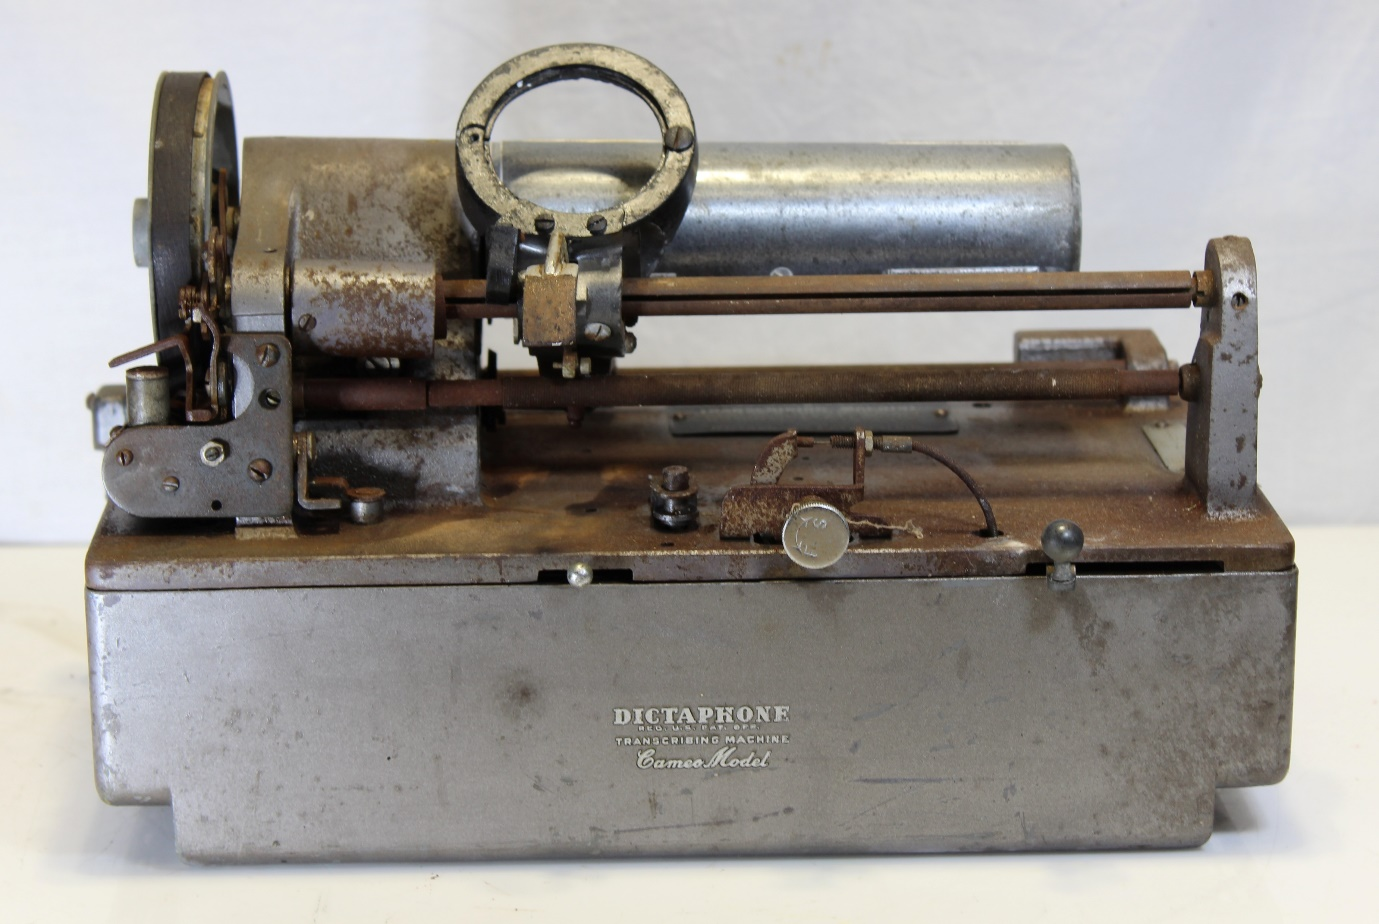 DICTAPHONE
REG. U.S. PAT. OFF.
TRANSCRIBING MACHINE
Cameo Model